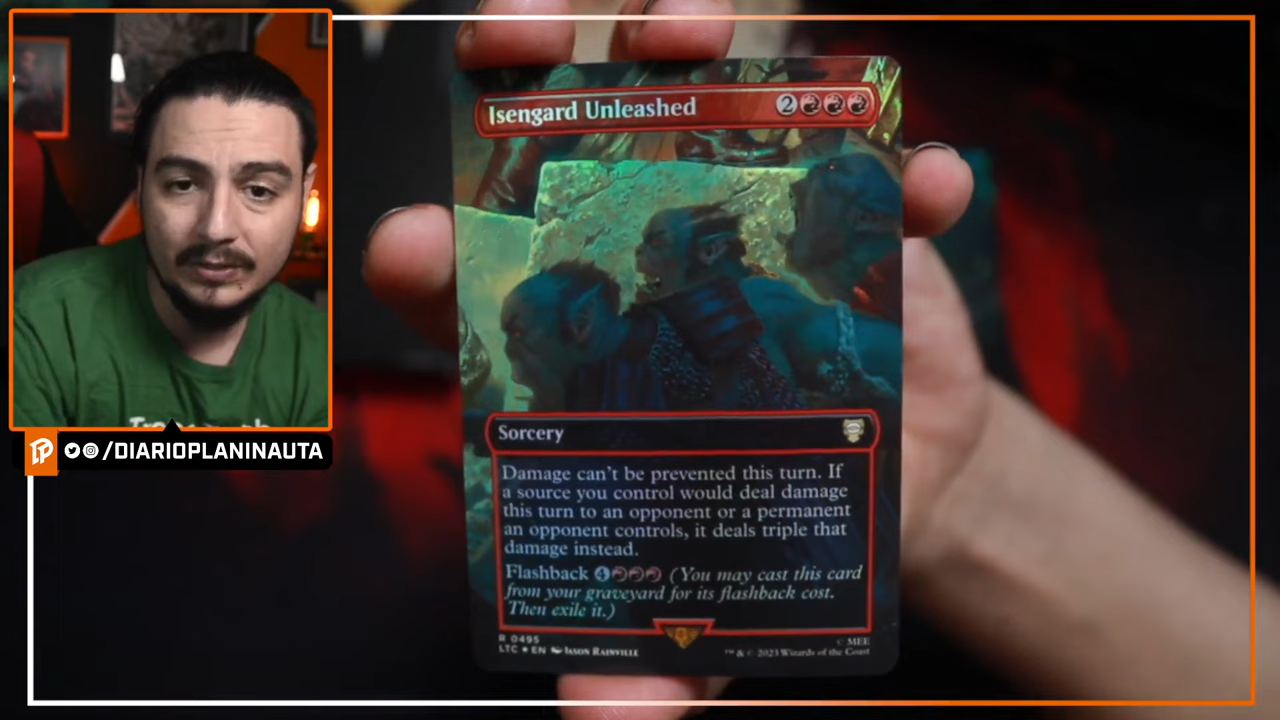 Isengard Unleashed 2
Sorcery
Damage can't be prevented this turn. If
a source you control would deal damage
this turn to an opponent or a permanent
an opponent controls, it deals triple that
damage instead.
Flashback 4 (You may cast this card
from your graveyard for its flashback cost.
Then exile it.)
R 0495
LTC ★ EN JASON RAINVILLE
© MEE
™ & © 2023 Wizards of the Coast
/DIARIOPLANINAUTA